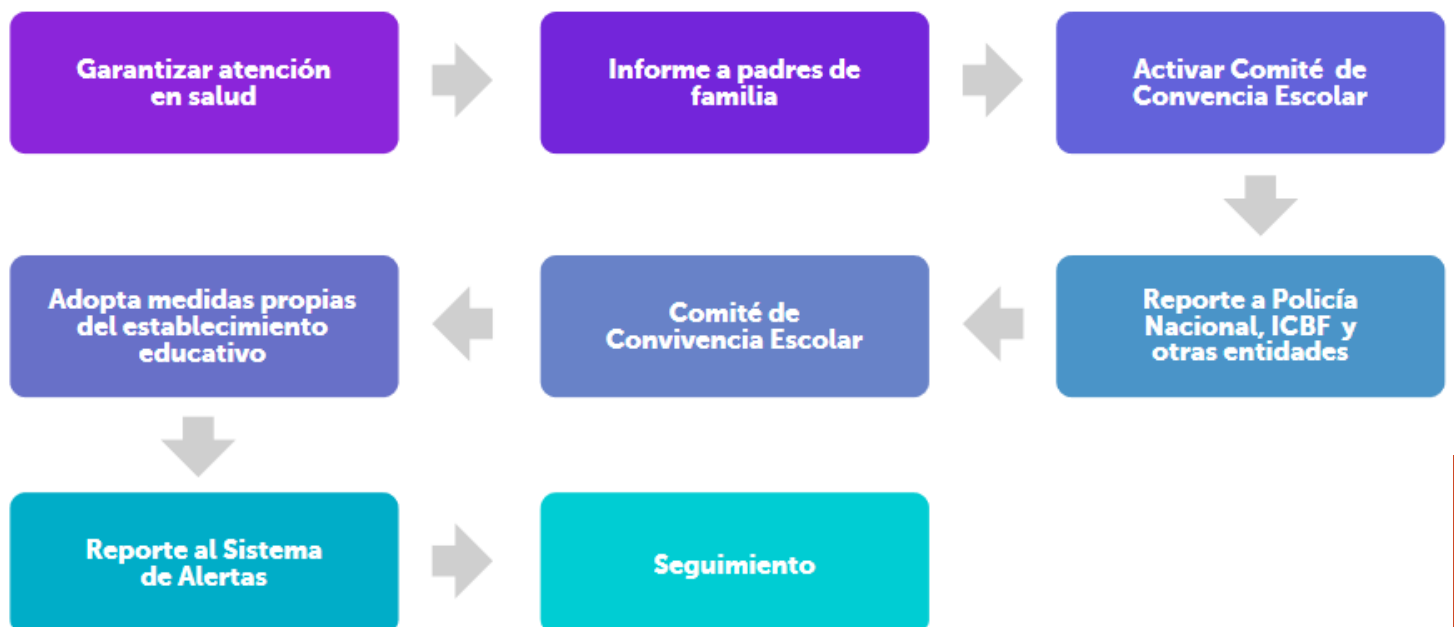 Garantizar atención
en salud
Informe a padres de
familia
Activar Comité de
Convencia Escolar
Reporte a Policía
Nacional, ICBF y
otras entidades
Comité de
Convivencia Escolar
Adopta medidas propias
del establecimiento
educativo
Reporte al Sistema
de Alertas
Seguimiento